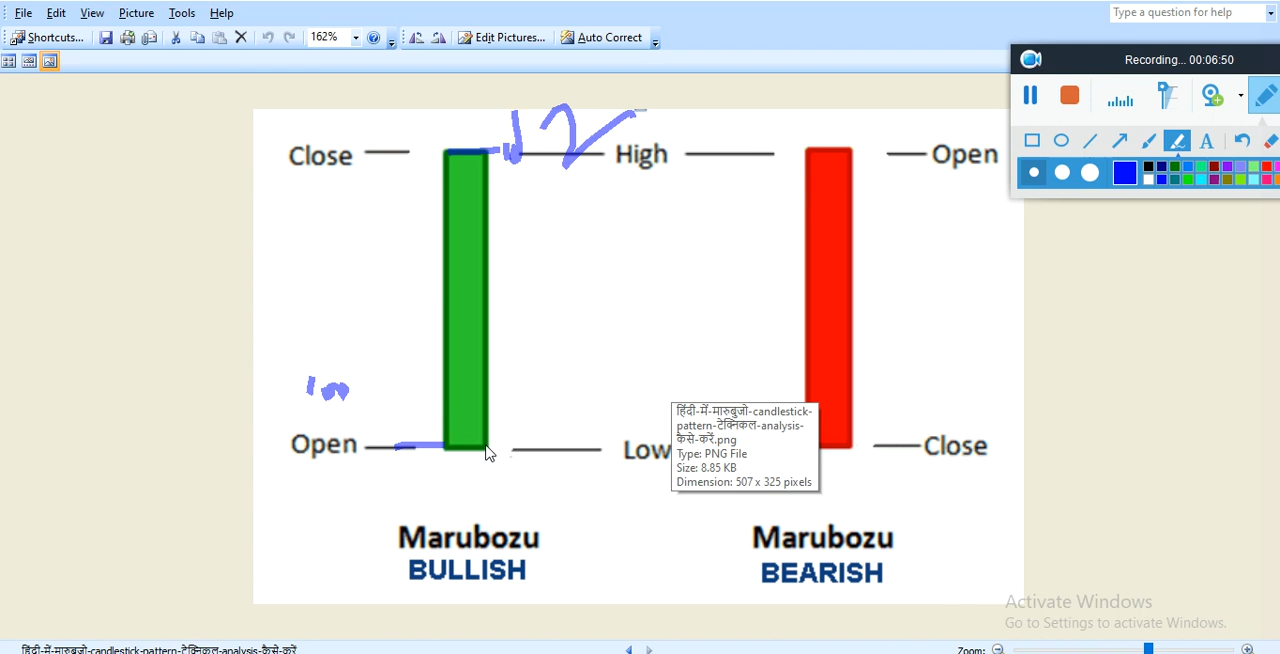 File Edit View Picture Tools Help
Type a question for help
Shortcuts... 162% Edit Pictures... Auto Correct
Recording... 00:06:50
Close High Open
100
Open Low Close
हिंदी-में-मारुबुजो-candlestick-
pattern-टेक्निकल-analysis-
कैसे-करें.png
Type: PNG File
Size: 8.85 KB
Dimension: 507 x 325 pixels
Marubozu Marubozu
BULLISH BEARISH
Activate Windows
Go to Settings to activate Windows.
हिंदी-में-मारुबुजो-candlestick-pattern-टेक्निकल-analysis-कैसे-करें
Zoom: